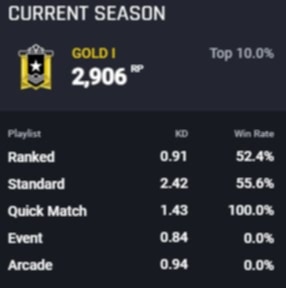 CURRENT SEASON
GOLD I Top 10.0%
2,906 RP
Playlist KD Win Rate
Ranked 0.91 52.4%
Standard 2.42 55.6%
Quick Match 1.43 100.0%
Event 0.84 0.0%
Arcade 0.94 0.0%